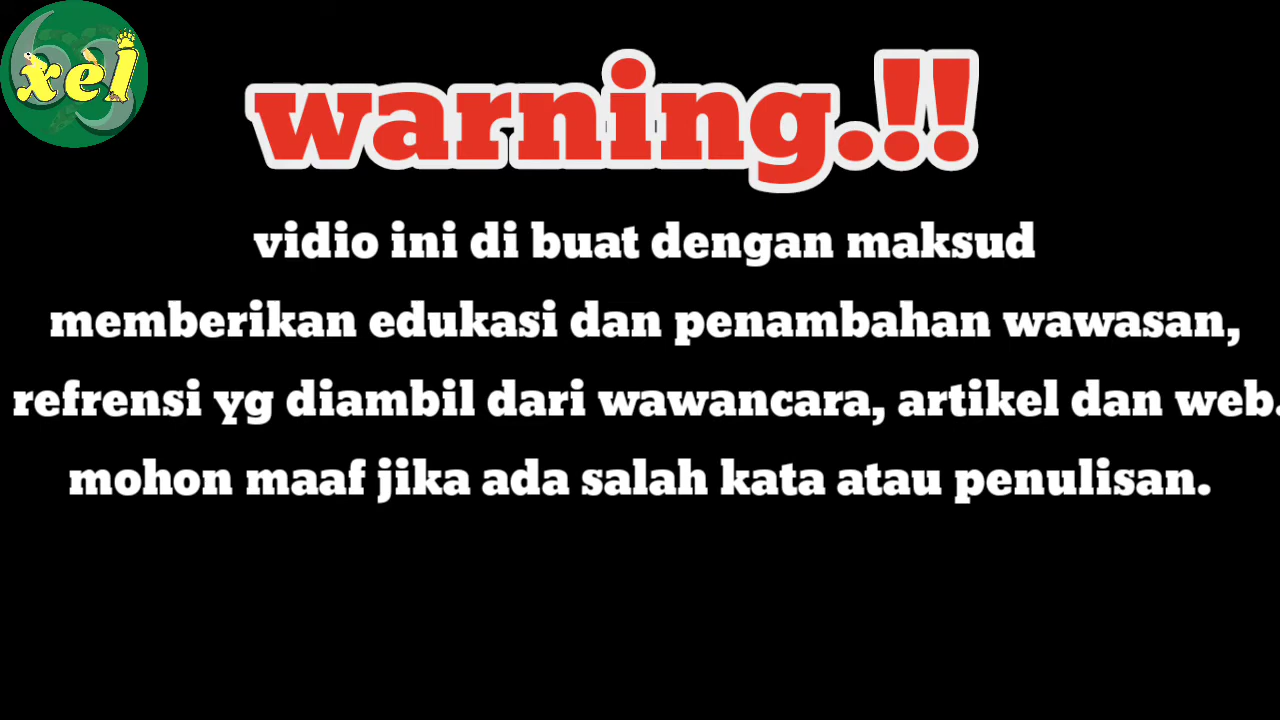 xel
warning.!!
vidio ini di buat dengan maksud
memberikan edukasi dan penambahan wawasan,
refrensi yg diambil dari wawancara, artikel dan web.
mohon maaf jika ada salah kata atau penulisan.